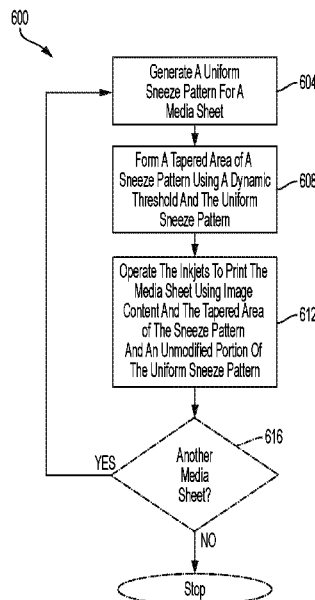 600
Generate A Uniform
Sneeze Pattern For A
Media Sheet
604
Form A Tapered Area of A
Sneeze Pattern Using A Dynamic
Threshold And The Uniform
Sneeze Pattern
608
Operate The Inkjets To Print The
Media Sheet Using Image
Content And The Tapered Area
of The Sneeze Pattern
And An Unmodified Portion Of
The Uniform Sneeze Pattern
612
616
Another
Media
Sheet?
YES
NO
Stop